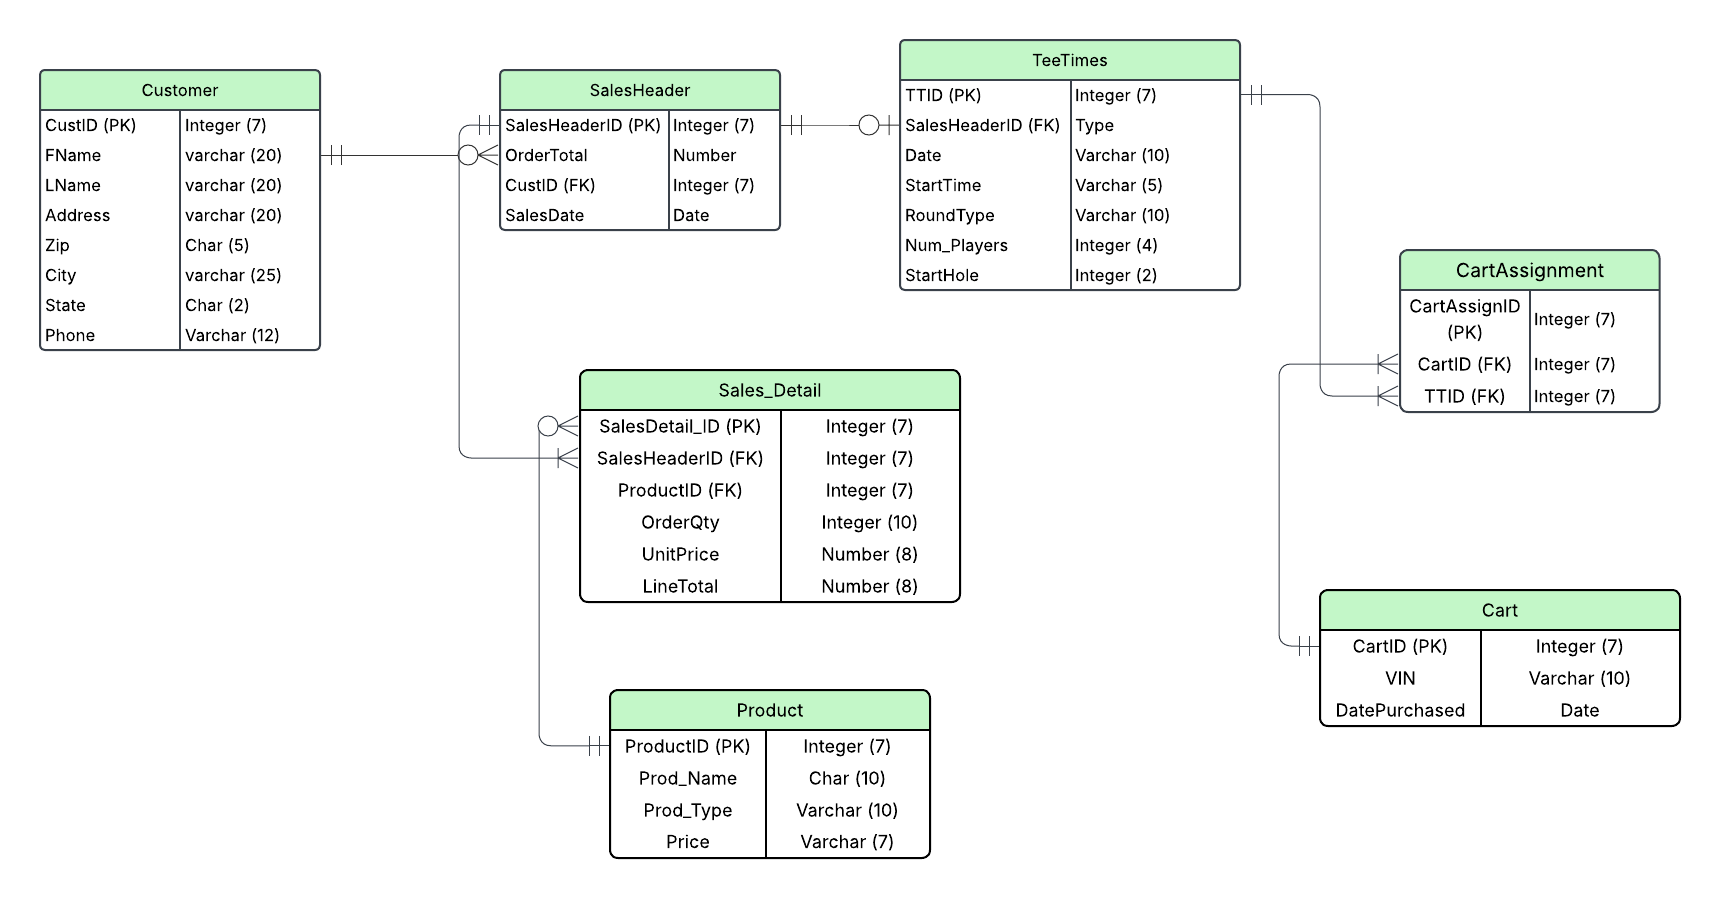 Customer
CustID (PK) Integer (7)
FName varchar (20)
LName varchar (20)
Address varchar (20)
Zip Char (5)
City varchar (25)
State Char (2)
Phone Varchar (12)
SalesHeader
SalesHeaderID (PK) Integer (7)
OrderTotal Number
CustID (FK) Integer (7)
SalesDate Date
TeeTimes
TTID (PK) Integer (7)
SalesHeaderID (FK) Type
Date Varchar (10)
StartTime Varchar (5)
RoundType Varchar (10)
Num_Players Integer (4)
StartHole Integer (2)
CartAssignment
CartAssignID
(PK) Integer (7)
CartID (FK) Integer (7)
TTID (FK) Integer (7)
Sales_Detail
SalesDetail_ID (PK) Integer (7)
SalesHeaderID (FK) Integer (7)
ProductID (FK) Integer (7)
OrderQty Integer (10)
UnitPrice Number (8)
LineTotal Number (8)
Cart
CartID (PK) Integer (7)
VIN Varchar (10)
DatePurchased Date
Product
ProductID (PK) Integer (7)
Prod_Name Char (10)
Prod_Type Varchar (10)
Price Varchar (7)